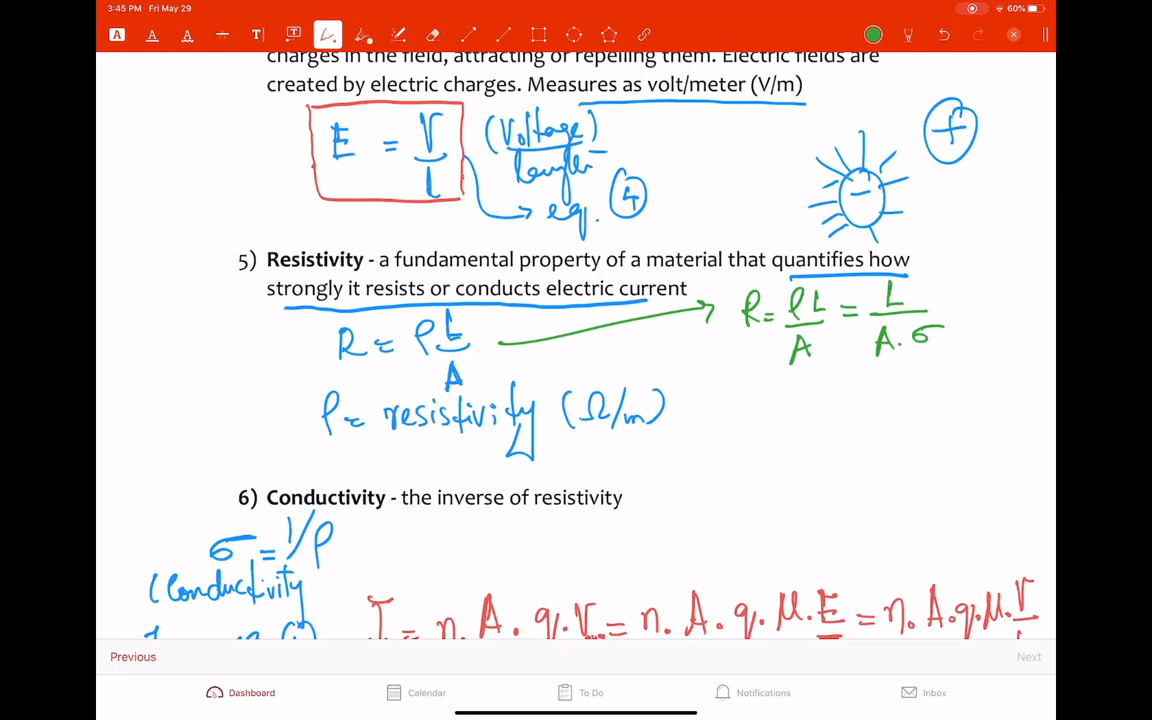 3:45 PM Fri May 29
60%
A A A T T
charges in the field, attracting or repelling them. Electric fields are
created by electric charges. Measures as volt/meter (V/m)
E = V/L (Voltage/length)
→ eq. 4
+
−
5) Resistivity - a fundamental property of a material that quantifies how
strongly it resists or conducts electric current
R = ρ L/A → R = ρL/A = L/A.σ
ρ = resistivity (Ω/m)
6) Conductivity - the inverse of resistivity
σ = 1/ρ
(Conductivity
= n. A. q. V = n. A. q. μ. E = n. A. q. μ. V
Previous
Next
Dashboard
Calendar
To Do
Notifications
Inbox